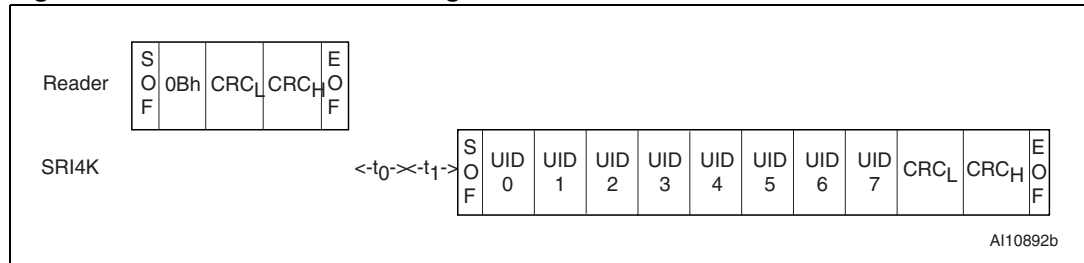 Reader S O F 0Bh CRCL CRCH E O F
SRI4K <-t0-><-t1-> S O F UID 0 UID 1 UID 2 UID 3 UID 4 UID 5 UID 6 UID 7 CRCL CRCH E O F
AI10892b